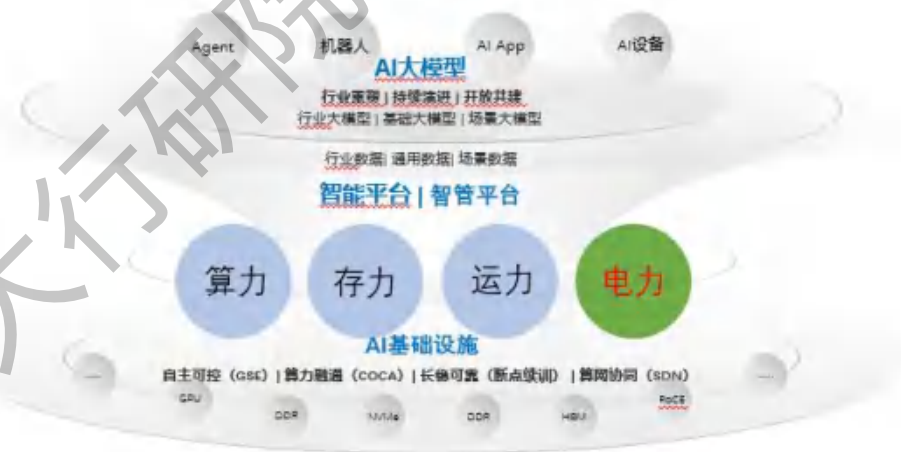 Agent 机器人 AI App AI设备
AI大模型
行业重塑 | 持续演进 | 开放共建
行业大模型 | 基础大模型 | 场景大模型
行业数据| 通用数据| 场景数据
智能平台 | 智管平台
算力 存力 运力 电力
AI基础设施
自主可控（GSE）| 算力融通（COCA）| 长稳可靠（断点续训） | 算网协同（SDN）
GPU DDR NVMe DDR HBM RoCE
大行研院